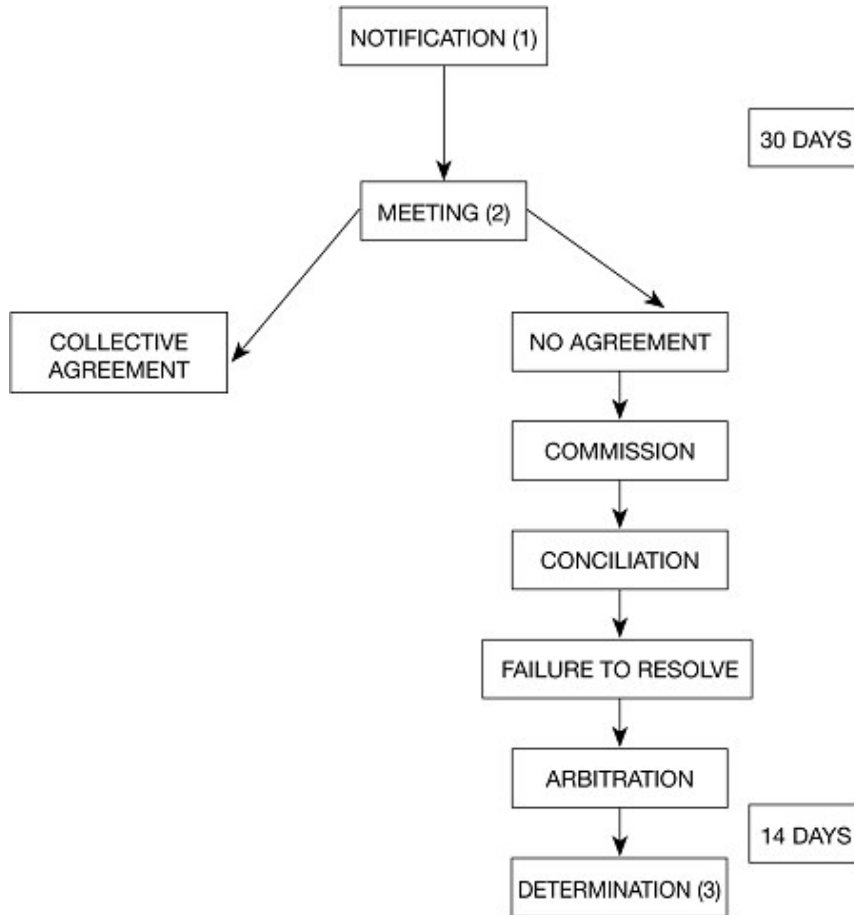 NOTIFICATION (1)
30 DAYS
MEETING (2)
COLLECTIVE
AGREEMENT
NO AGREEMENT
COMMISSION
CONCILIATION
FAILURE TO RESOLVE
ARBITRATION
14 DAYS
DETERMINATION (3)